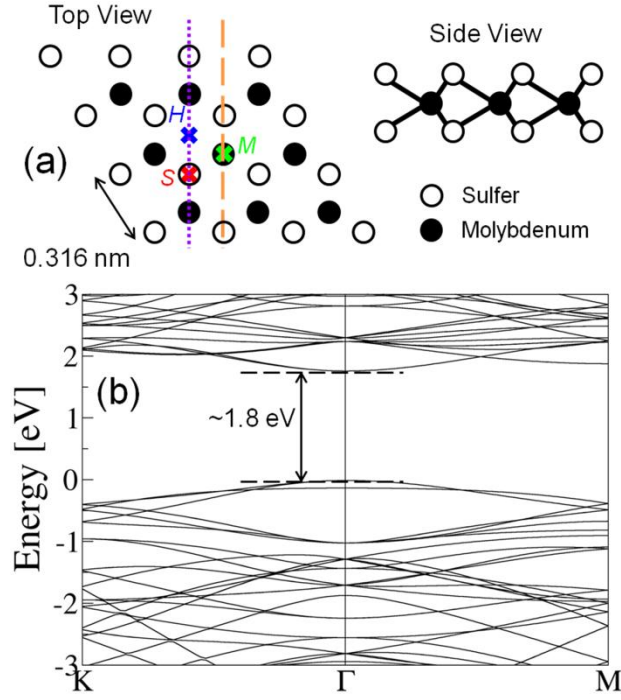 Top View
Side View
H
M
(a)
S
Sulfer
Molybdenum
0.316 nm
3
2
(b)
~1.8 eV
1
0
-1
-2
-3
Energy [eV]
K
Γ
M